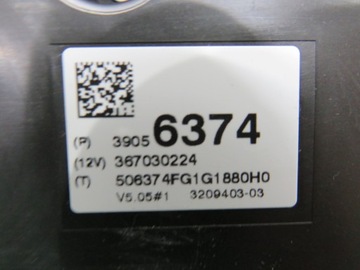 (P) 3905 6374
(12V) 367030224
(T) 506374FG1G1880H0
V5.05#1 3209403-03